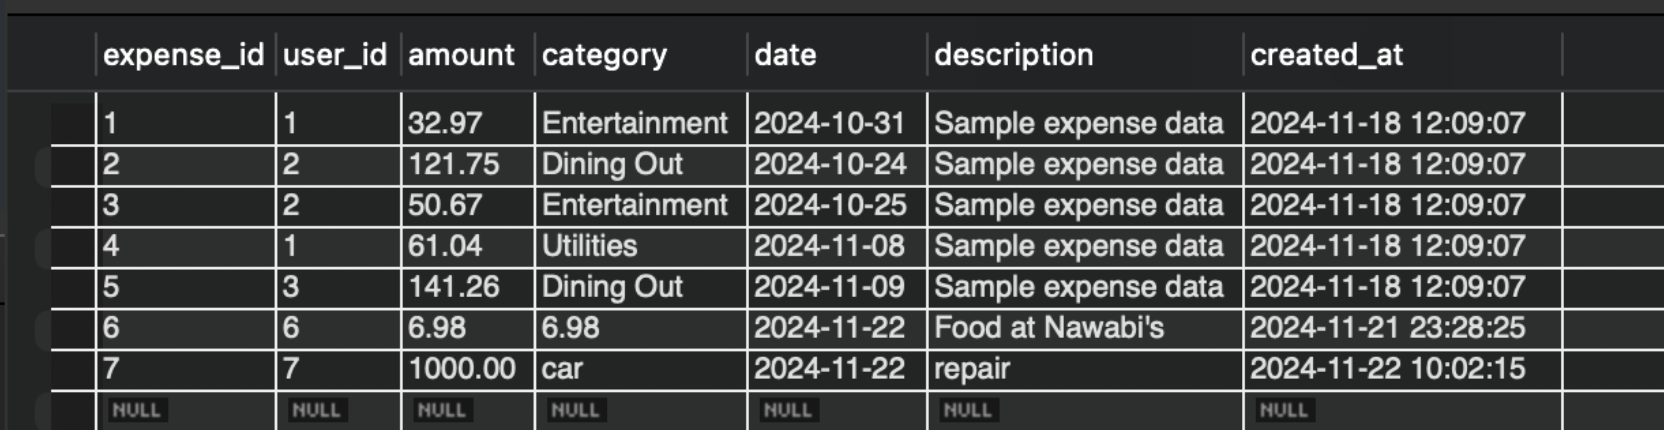 expense_id user_id amount category date description created_at
1 1 32.97 Entertainment 2024-10-31 Sample expense data 2024-11-18 12:09:07
2 2 121.75 Dining Out 2024-10-24 Sample expense data 2024-11-18 12:09:07
3 2 50.67 Entertainment 2024-10-25 Sample expense data 2024-11-18 12:09:07
4 1 61.04 Utilities 2024-11-08 Sample expense data 2024-11-18 12:09:07
5 3 141.26 Dining Out 2024-11-09 Sample expense data 2024-11-18 12:09:07
6 6 6.98 6.98 2024-11-22 Food at Nawabi's 2024-11-21 23:28:25
7 7 1000.00 car 2024-11-22 repair 2024-11-22 10:02:15
NULL NULL NULL NULL NULL NULL NULL